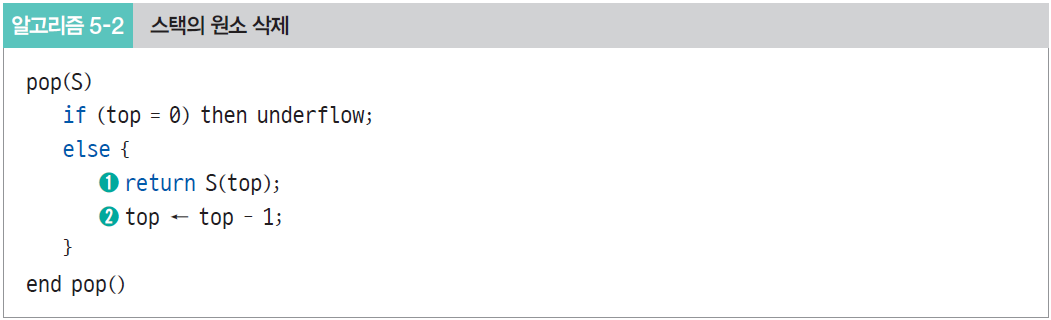 알고리즘 5-2 스택의 원소 삭제
pop(S)
if (top = 0) then underflow;
else {
❶ return S(top);
❷ top ← top - 1;
}
end pop()